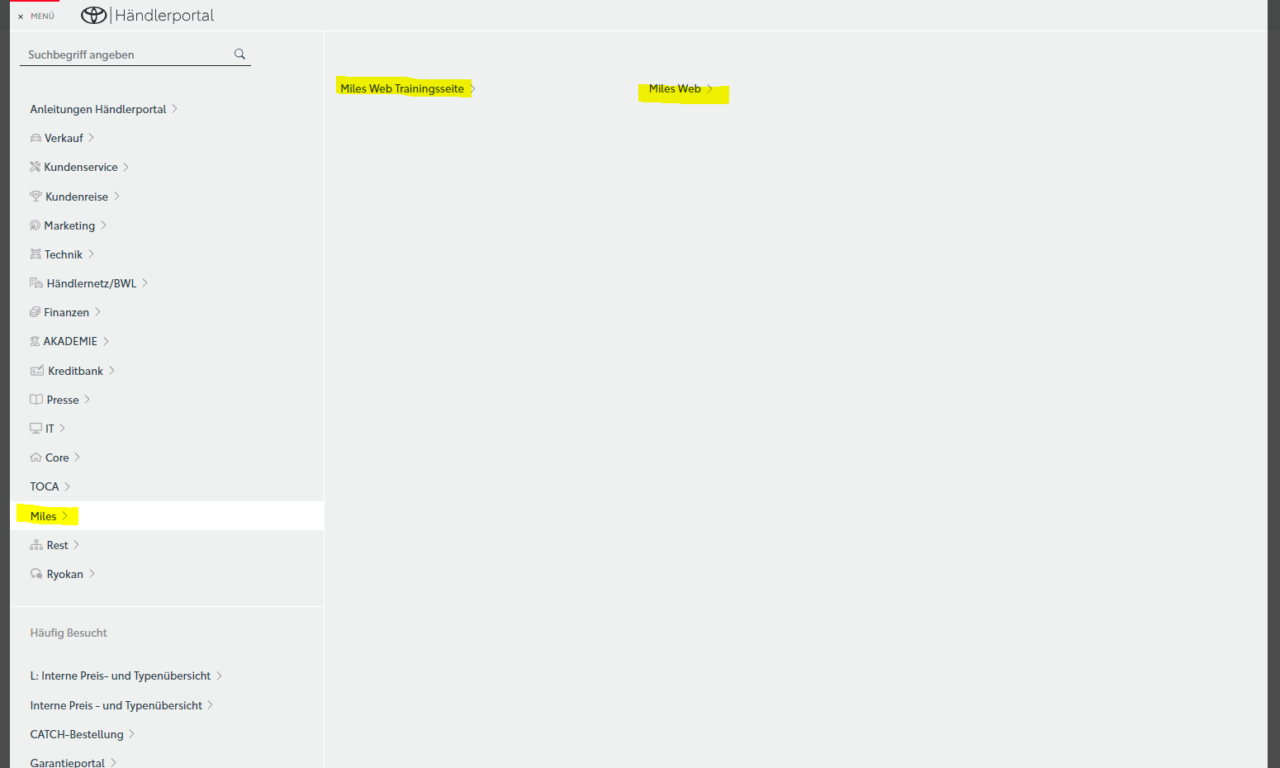 × MENÜ
Händlerportal
Suchbegriff angeben
Anleitungen Händlerportal
Verkauf
Kundenservice
Kundenreise
Marketing
Technik
Händlernetz/BWL
Finanzen
AKADEMIE
Kreditbank
Presse
IT
Core
TOCA
Miles
Rest
Ryokan
Häufig Besucht
L: Interne Preis- und Typenübersicht
Interne Preis - und Typenübersicht
CATCH-Bestellung
Garantieportal
Miles Web Trainingsseite
Miles Web